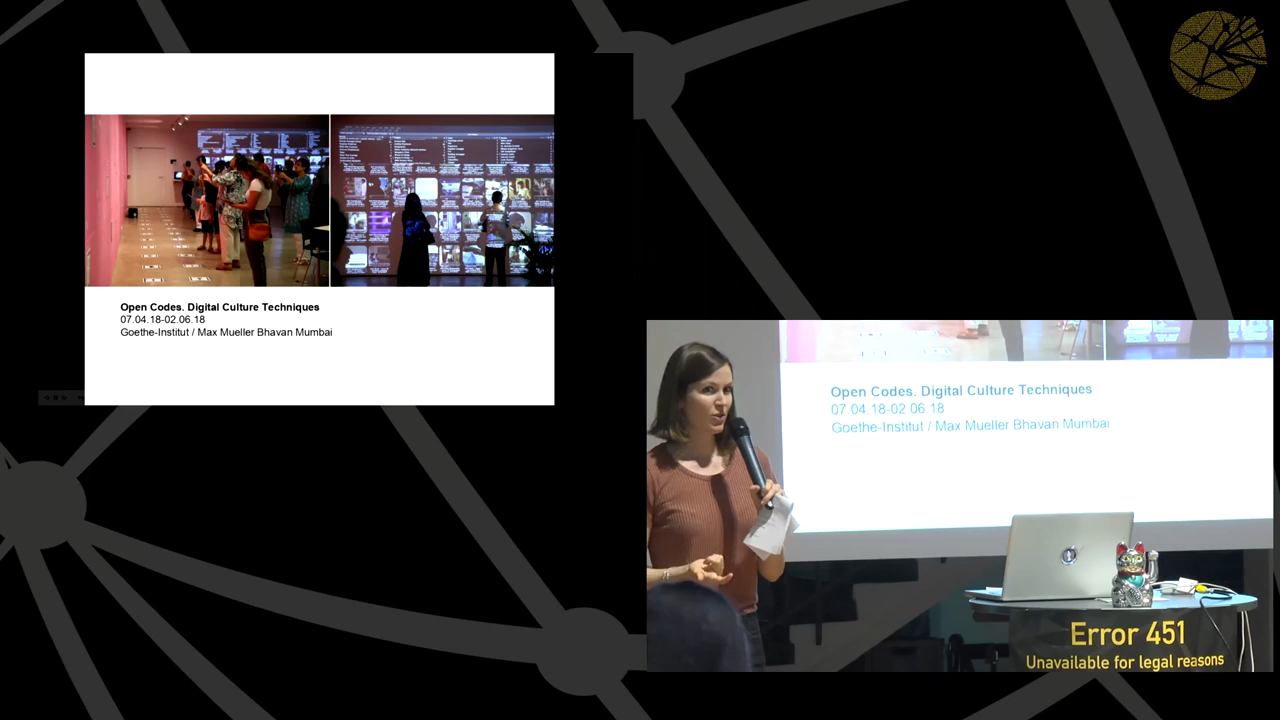 Open Codes. Digital Culture Techniques
07.04.18-02.06.18
Goethe-Institut / Max Mueller Bhavan Mumbai
Open Codes. Digital Culture Techniques
07.04.18-02.06.18
Goethe-Institut / Max Mueller Bhavan Mumbai
Error 451
Unavailable for legal reasons